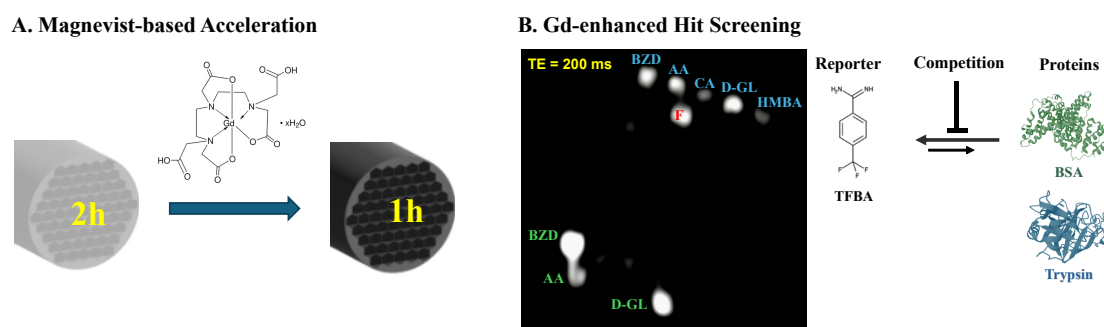 A. Magnevist-based Acceleration
O
O
OH
N
N
N
Gd
O
O
O
O
HO
O
O
• xH₂O
2h
1h
B. Gd-enhanced Hit Screening
TE = 200 ms
BZD
AA
CA
D-GL
HMBA
F
BZD
AA
D-GL
Reporter
Competition
Proteins
H₂N
NH
F
F
F
TFBA
BSA
Trypsin